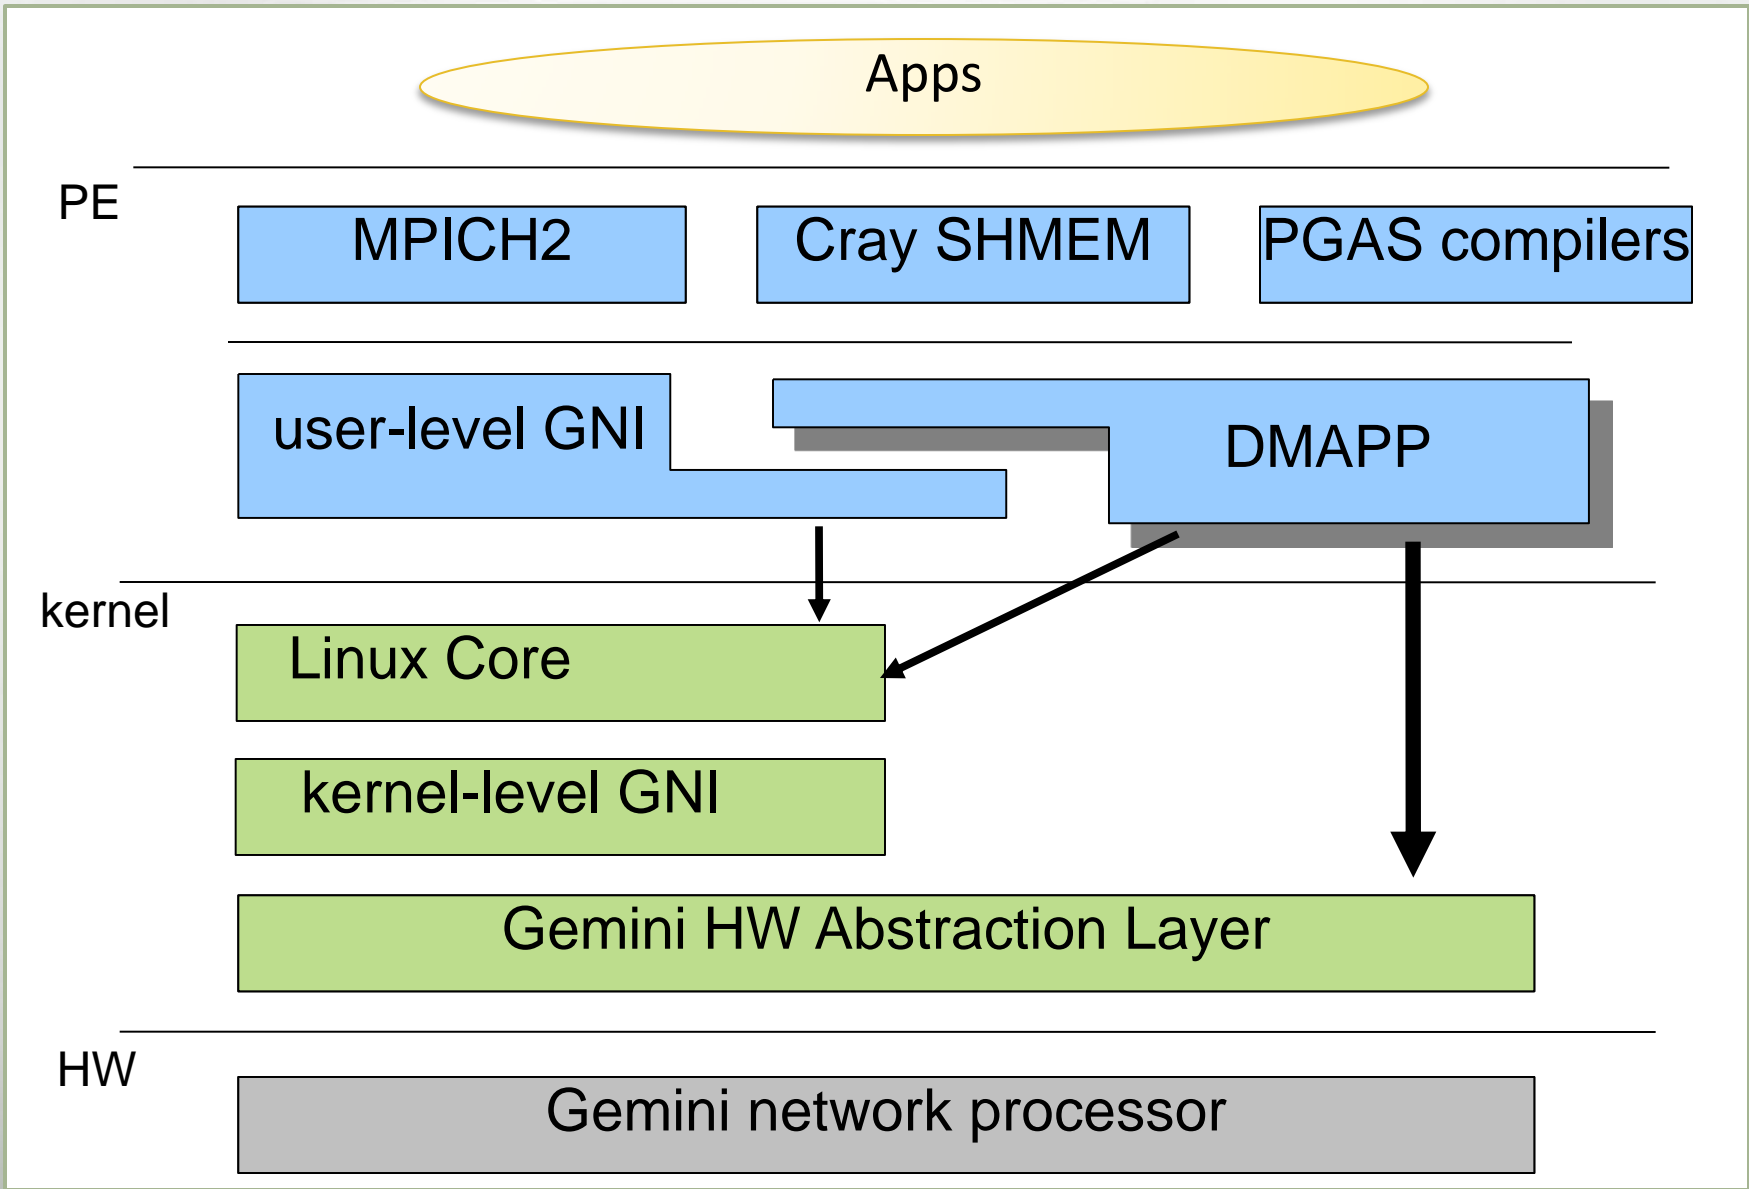 Apps
PE
MPICH2
Cray SHMEM
PGAS compilers
user-level GNI
DMAPP
kernel
Linux Core
kernel-level GNI
Gemini HW Abstraction Layer
HW
Gemini network processor